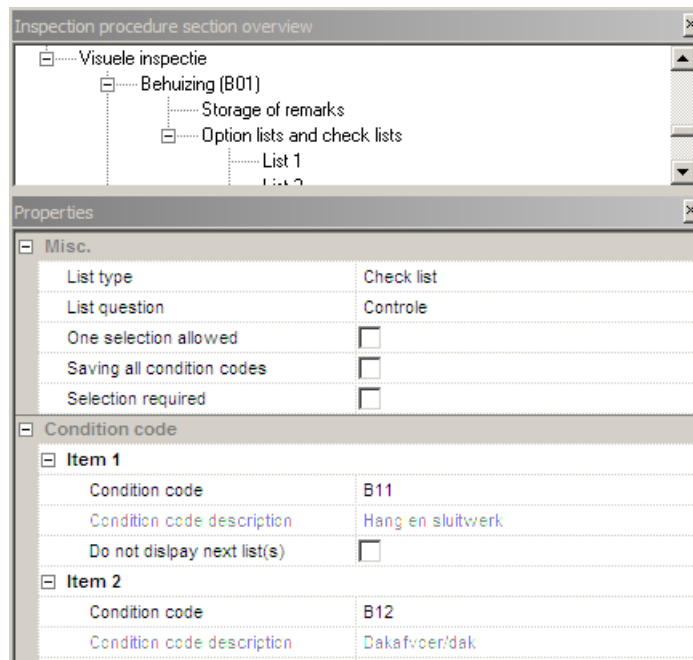 Inspection procedure section overview
Visuele inspectie
Behuizing (B01)
Storage of remarks
Option lists and check lists
List 1
List 2
Properties
Misc.
List type Check list
List question Controle
One selection allowed
Saving all condition codes
Selection required
Condition code
Item 1
Condition code B11
Condition code description Hang en sluitwerk
Do not dislpay next list(s)
Item 2
Condition code B12
Condition code description Dakafvoer/dak